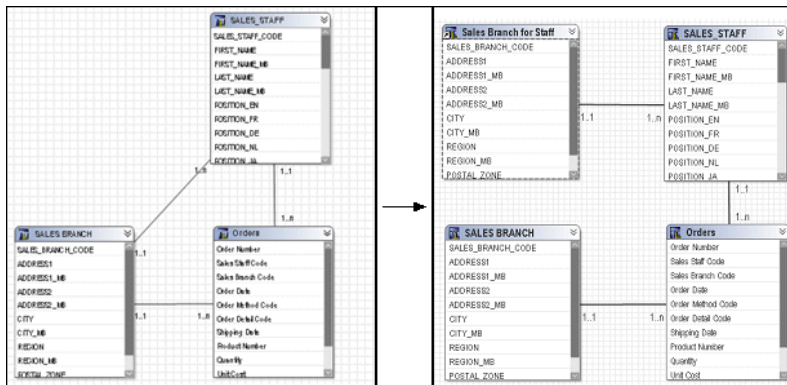 SALES_STAFF
SALES_STAFF_CODE
FIRST_NAME
FIRST_NAME_MB
LAST_NAME
LAST_NAME_MB
POSITION_EN
POSITION_FR
POSITION_DE
POSITION_NL
POSITION_JA
1..n
1..1
1..n
SALES BRANCH
SALES_BRANCH_CODE
ADDRESS1
ADDRESS1_MB
ADDRESS2
ADDRESS2_MB
CITY
CITY_MB
REGION
REGION_MB
POSTAL_ZONE
1..1
1..1
1..n
Orders
Order Number
Sales Staff Code
Sales Branch Code
Order Date
Order Method Code
Order Detail Code
Shipping Date
Product Number
Quantity
Unit Cost
Sales Branch for Staff
SALES_BRANCH_CODE
ADDRESS1
ADDRESS1_MB
ADDRESS2
ADDRESS2_MB
CITY
CITY_MB
REGION
REGION_MB
POSTAL_ZONE
1..1
1..n
SALES_STAFF
SALES_STAFF_CODE
FIRST_NAME
FIRST_NAME_MB
LAST_NAME
LAST_NAME_MB
POSITION_EN
POSITION_FR
POSITION_DE
POSITION_NL
POSITION_JA
1..1
1..n
SALES BRANCH
SALES_BRANCH_CODE
ADDRESS1
ADDRESS1_MB
ADDRESS2
ADDRESS2_MB
CITY
CITY_MB
REGION
REGION_MB
POSTAL_ZONE
1..1
1..n
Orders
Order Number
Sales Staff Code
Sales Branch Code
Order Date
Order Method Code
Order Detail Code
Shipping Date
Product Number
Quantity
Unit Cost